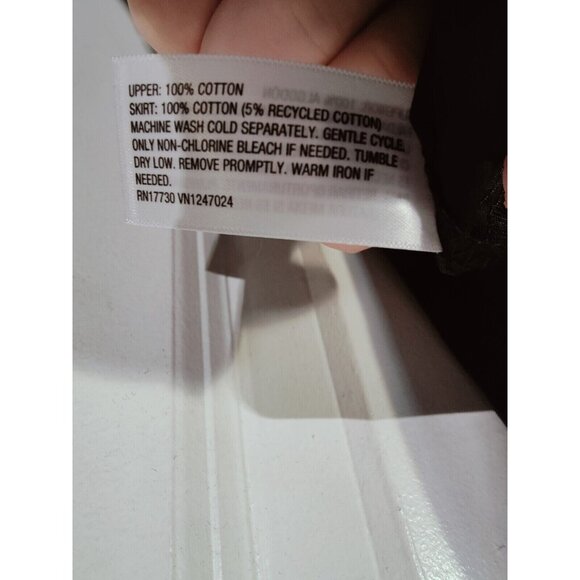 UPPER: 100% COTTON
SKIRT: 100% COTTON (5% RECYCLED COTTON)
MACHINE WASH COLD SEPARATELY. GENTLE CYCLE.
ONLY NON-CHLORINE BLEACH IF NEEDED. TUMBLE
DRY LOW. REMOVE PROMPTLY. WARM IRON IF
NEEDED.
RN17730 VN1247024